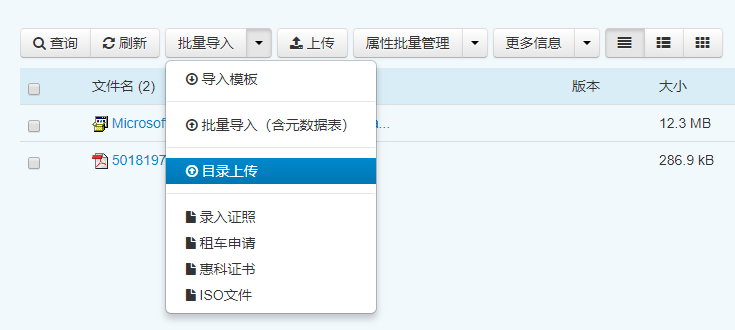 查询 刷新 批量导入 上传 属性批量管理 更多信息
文件名 (2) 版本 大小
Microsof a... 12.3 MB
5018197 286.9 kB
导入模板
批量导入（含元数据表）
目录上传
录入证照
租车申请
惠科证书
ISO文件